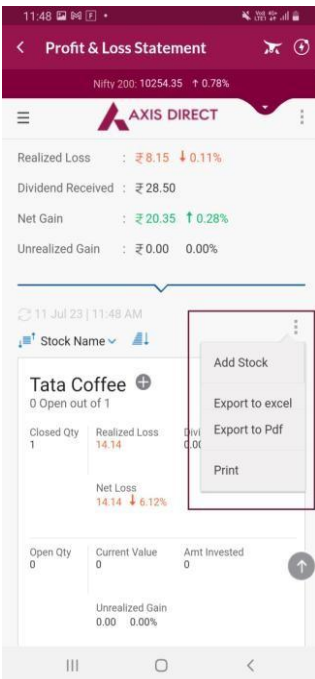 11:48
Profit & Loss Statement
Nifty 200: 10254.35 ↑ 0.78%
AXIS DIRECT
Realized Loss : ₹ 8.15 ↓ 0.11%
Dividend Received : ₹ 28.50
Net Gain : ₹ 20.35 ↑ 0.28%
Unrealized Gain : ₹ 0.00 0.00%
11 Jul 23 | 11:48 AM
Stock Name
Add Stock
Export to excel
Export to Pdf
Print
Tata Coffee
0 Open out of 1
Closed Qty Realized Loss Divi
1 14.14 0.00
Net Loss
14.14 ↓ 6.12%
Open Qty Current Value Amt Invested
0 0 0
Unrealized Gain
0.00 0.00%